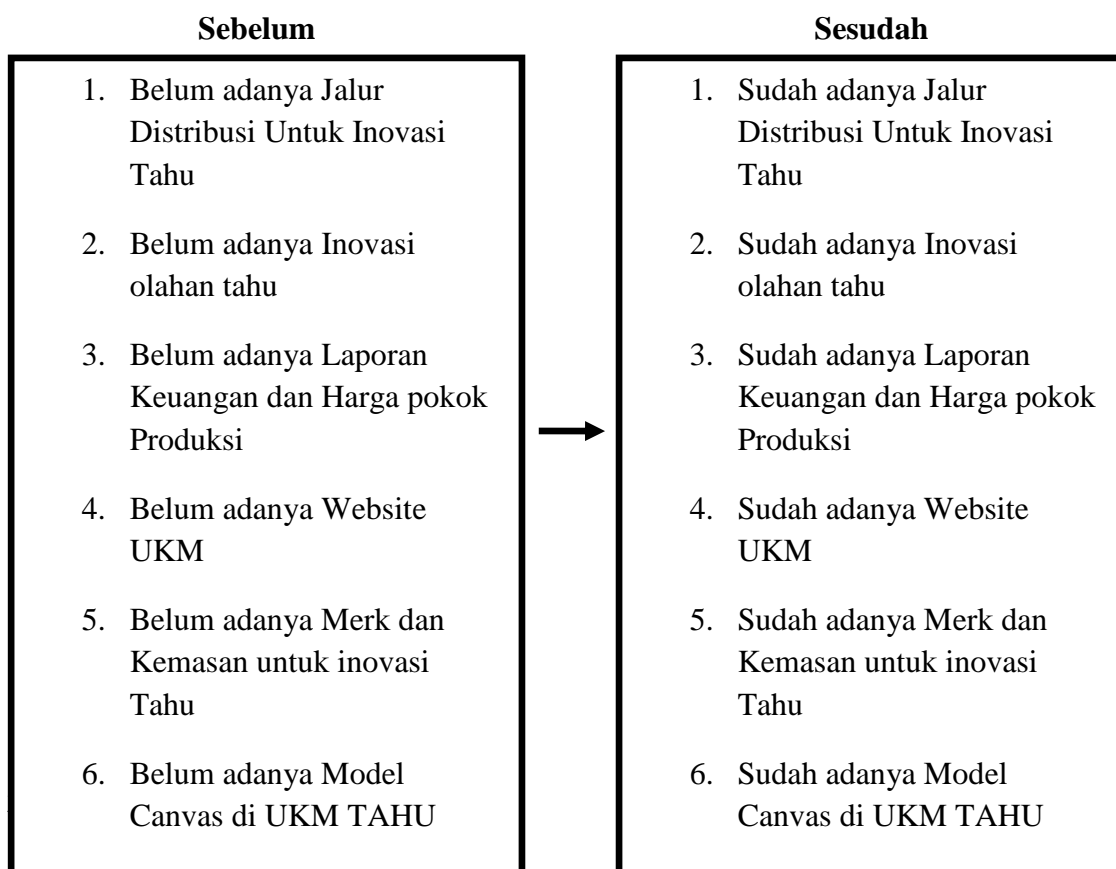 Sebelum
1. Belum adanya Jalur
Distribusi Untuk Inovasi
Tahu
2. Belum adanya Inovasi
olahan tahu
3. Belum adanya Laporan
Keuangan dan Harga pokok
Produksi
4. Belum adanya Website
UKM
5. Belum adanya Merk dan
Kemasan untuk inovasi
Tahu
6. Belum adanya Model
Canvas di UKM TAHU
Sesudah
1. Sudah adanya Jalur
Distribusi Untuk Inovasi
Tahu
2. Sudah adanya Inovasi
olahan tahu
3. Sudah adanya Laporan
Keuangan dan Harga pokok
Produksi
4. Sudah adanya Website
UKM
5. Sudah adanya Merk dan
Kemasan untuk inovasi
Tahu
6. Sudah adanya Model
Canvas di UKM TAHU